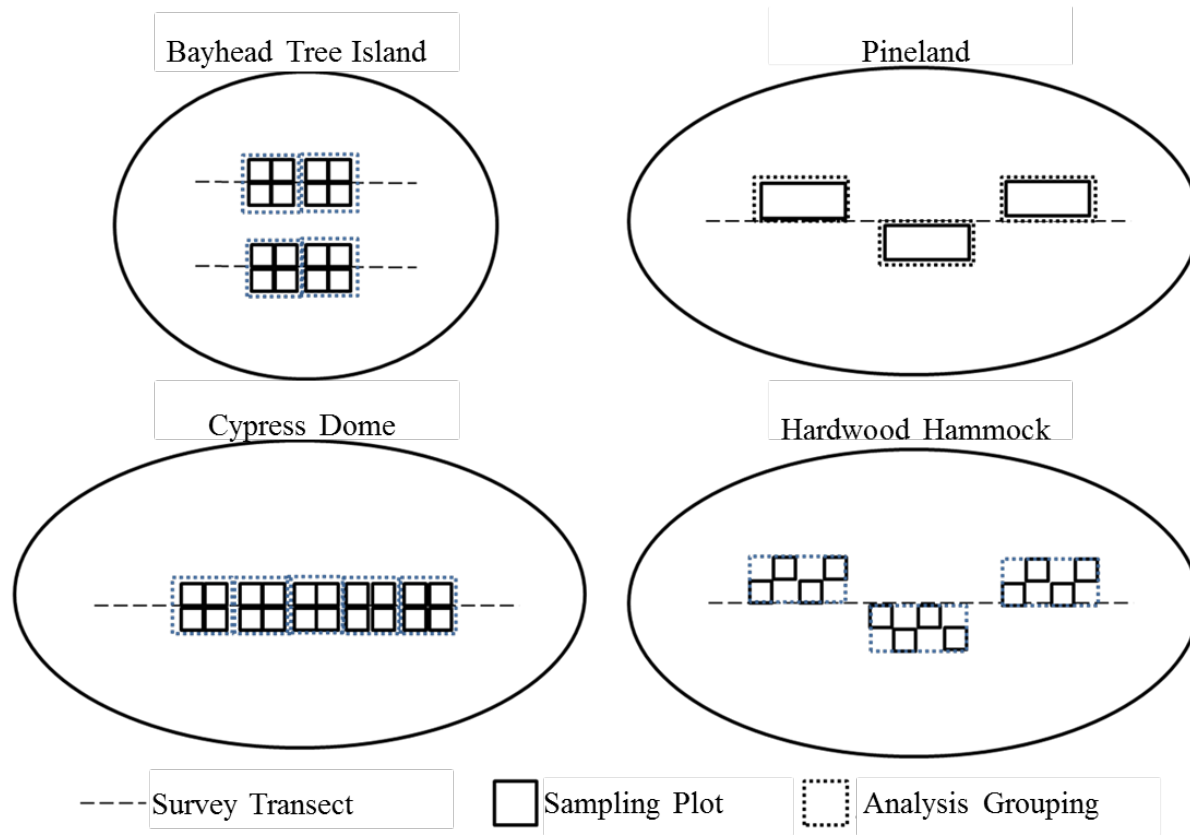 Bayhead Tree Island
Pineland
Cypress Dome
Hardwood Hammock
Survey Transect
Sampling Plot
Analysis Grouping